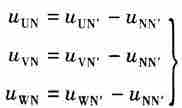 u_UN = u_UN′ − u_NN′
u_VN = u_VN′ − u_NN′
u_WN = u_WN′ − u_NN′
}